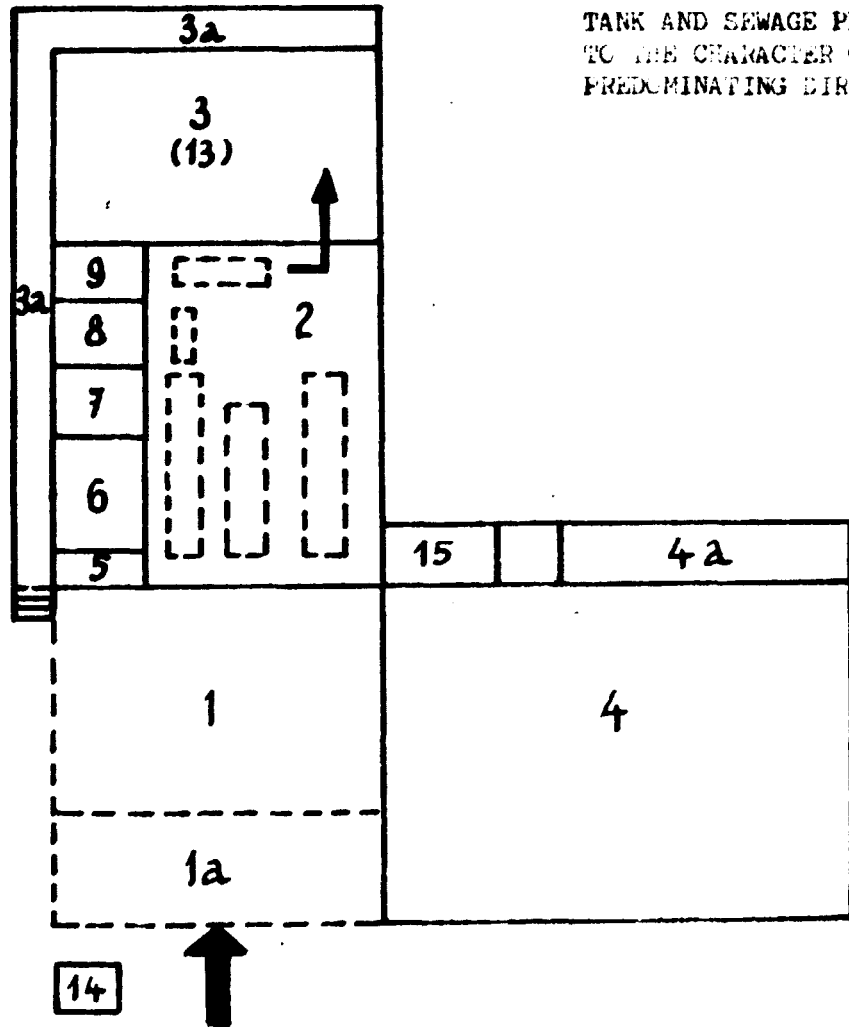 TANK AND SEWAGE
TO THE CHARACTER
PREDOMINATING
3a
3
(13)
9
3a
8
2
7
6
5
15
4a
1
4
1a
14